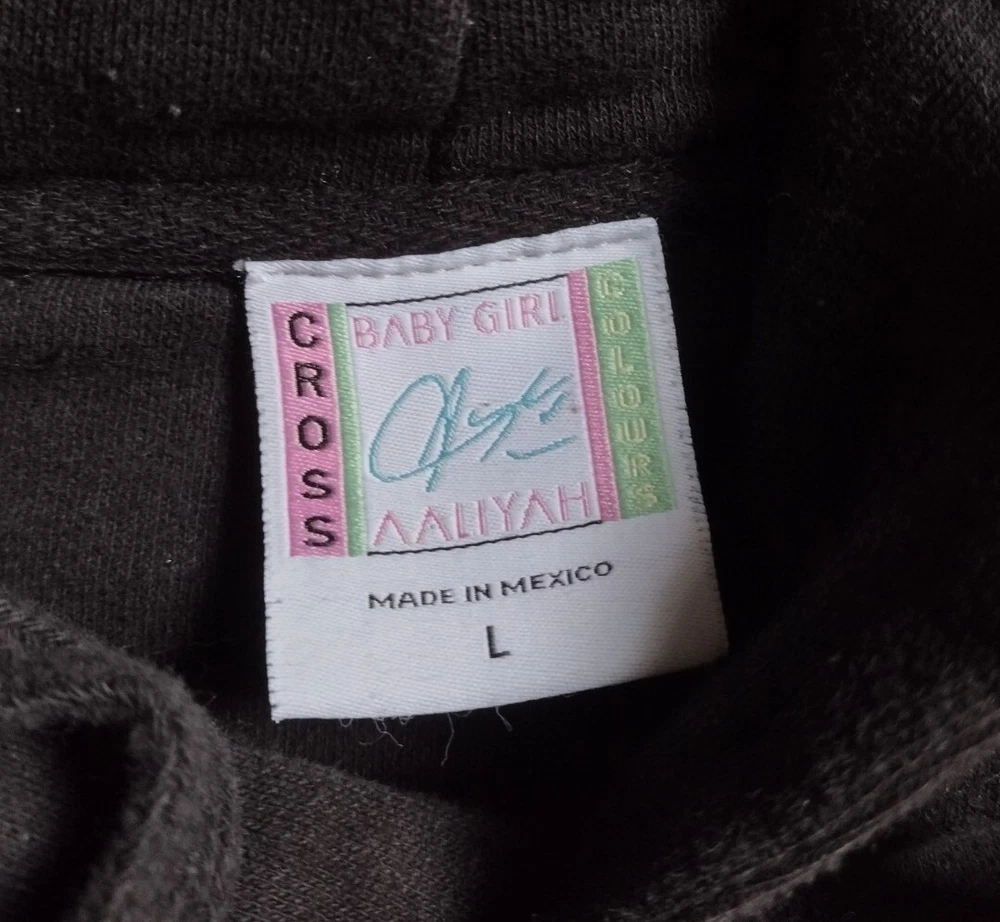 CROSS
BABY GIRL
AALIYAH
COLOURS
MADE IN MEXICO
L